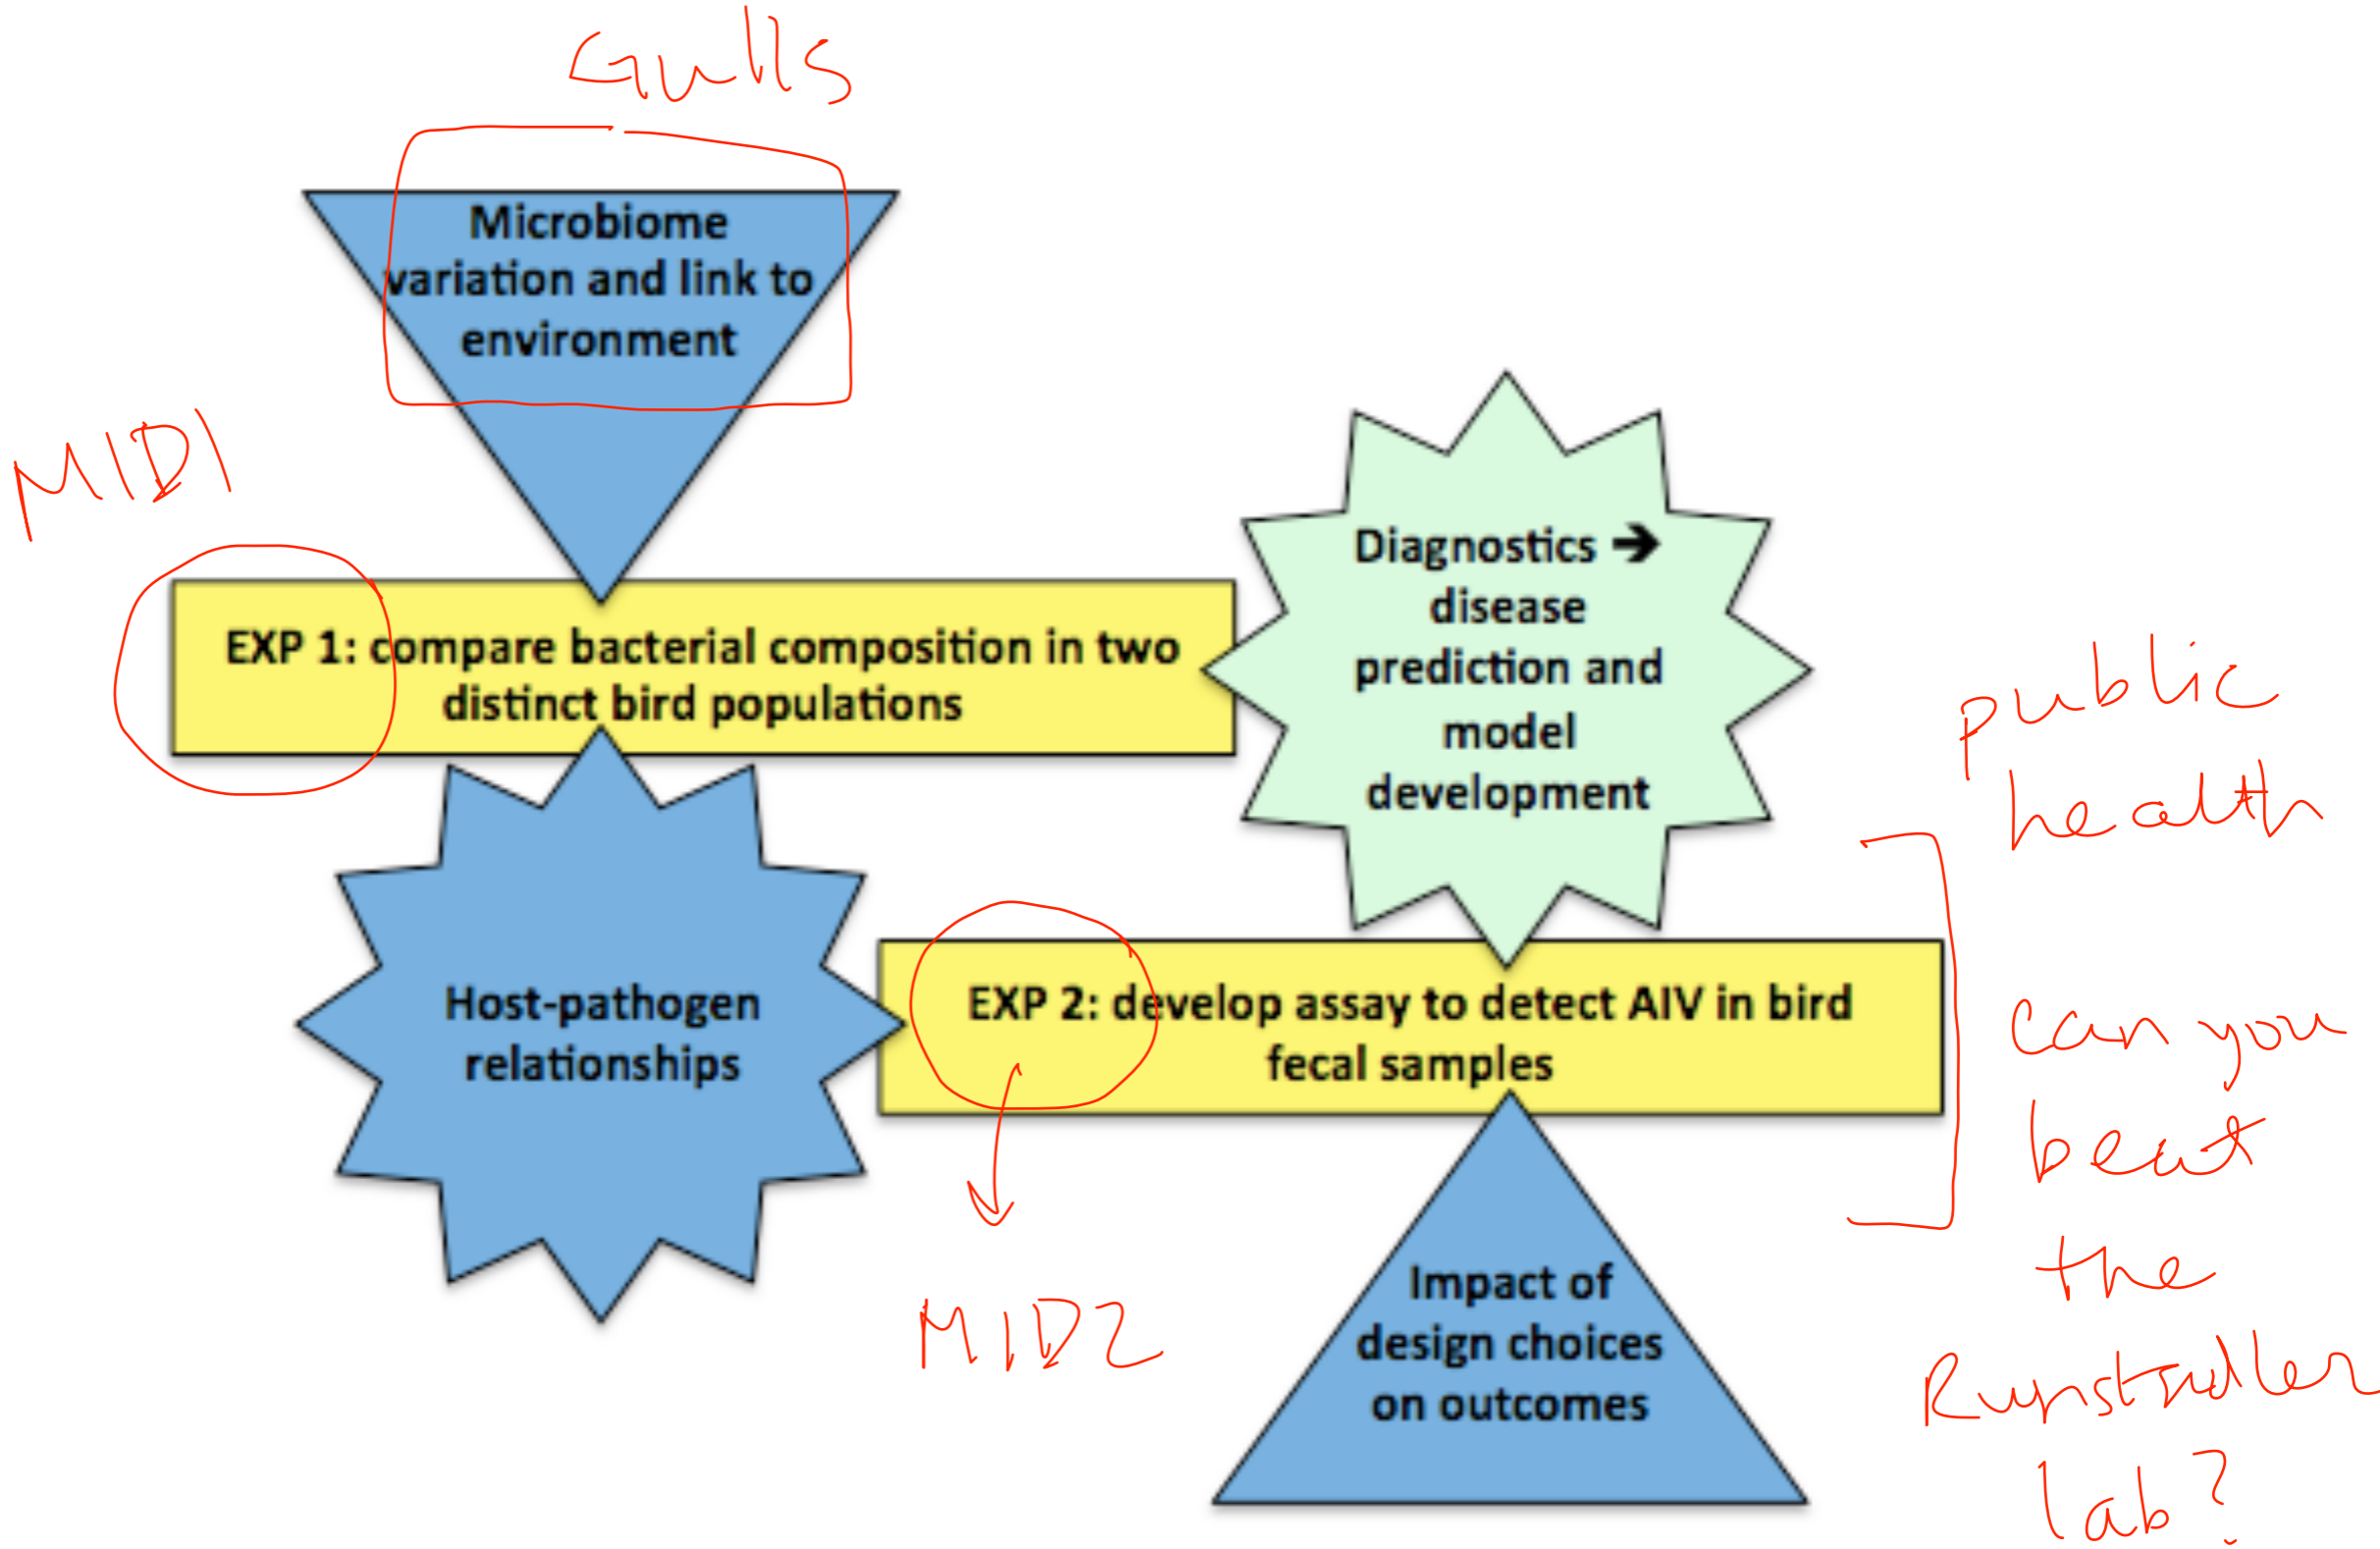 Gulls
Microbiome
variation and link to
environment
MID1
EXP 1: compare bacterial composition in two
distinct bird populations
Diagnostics ➔
disease
prediction and
model
development
public
health
Host-pathogen
relationships
EXP 2: develop assay to detect AIV in bird
fecal samples
MID2
Impact of
design choices
on outcomes
can you
beat
the
Runstadler
lab?